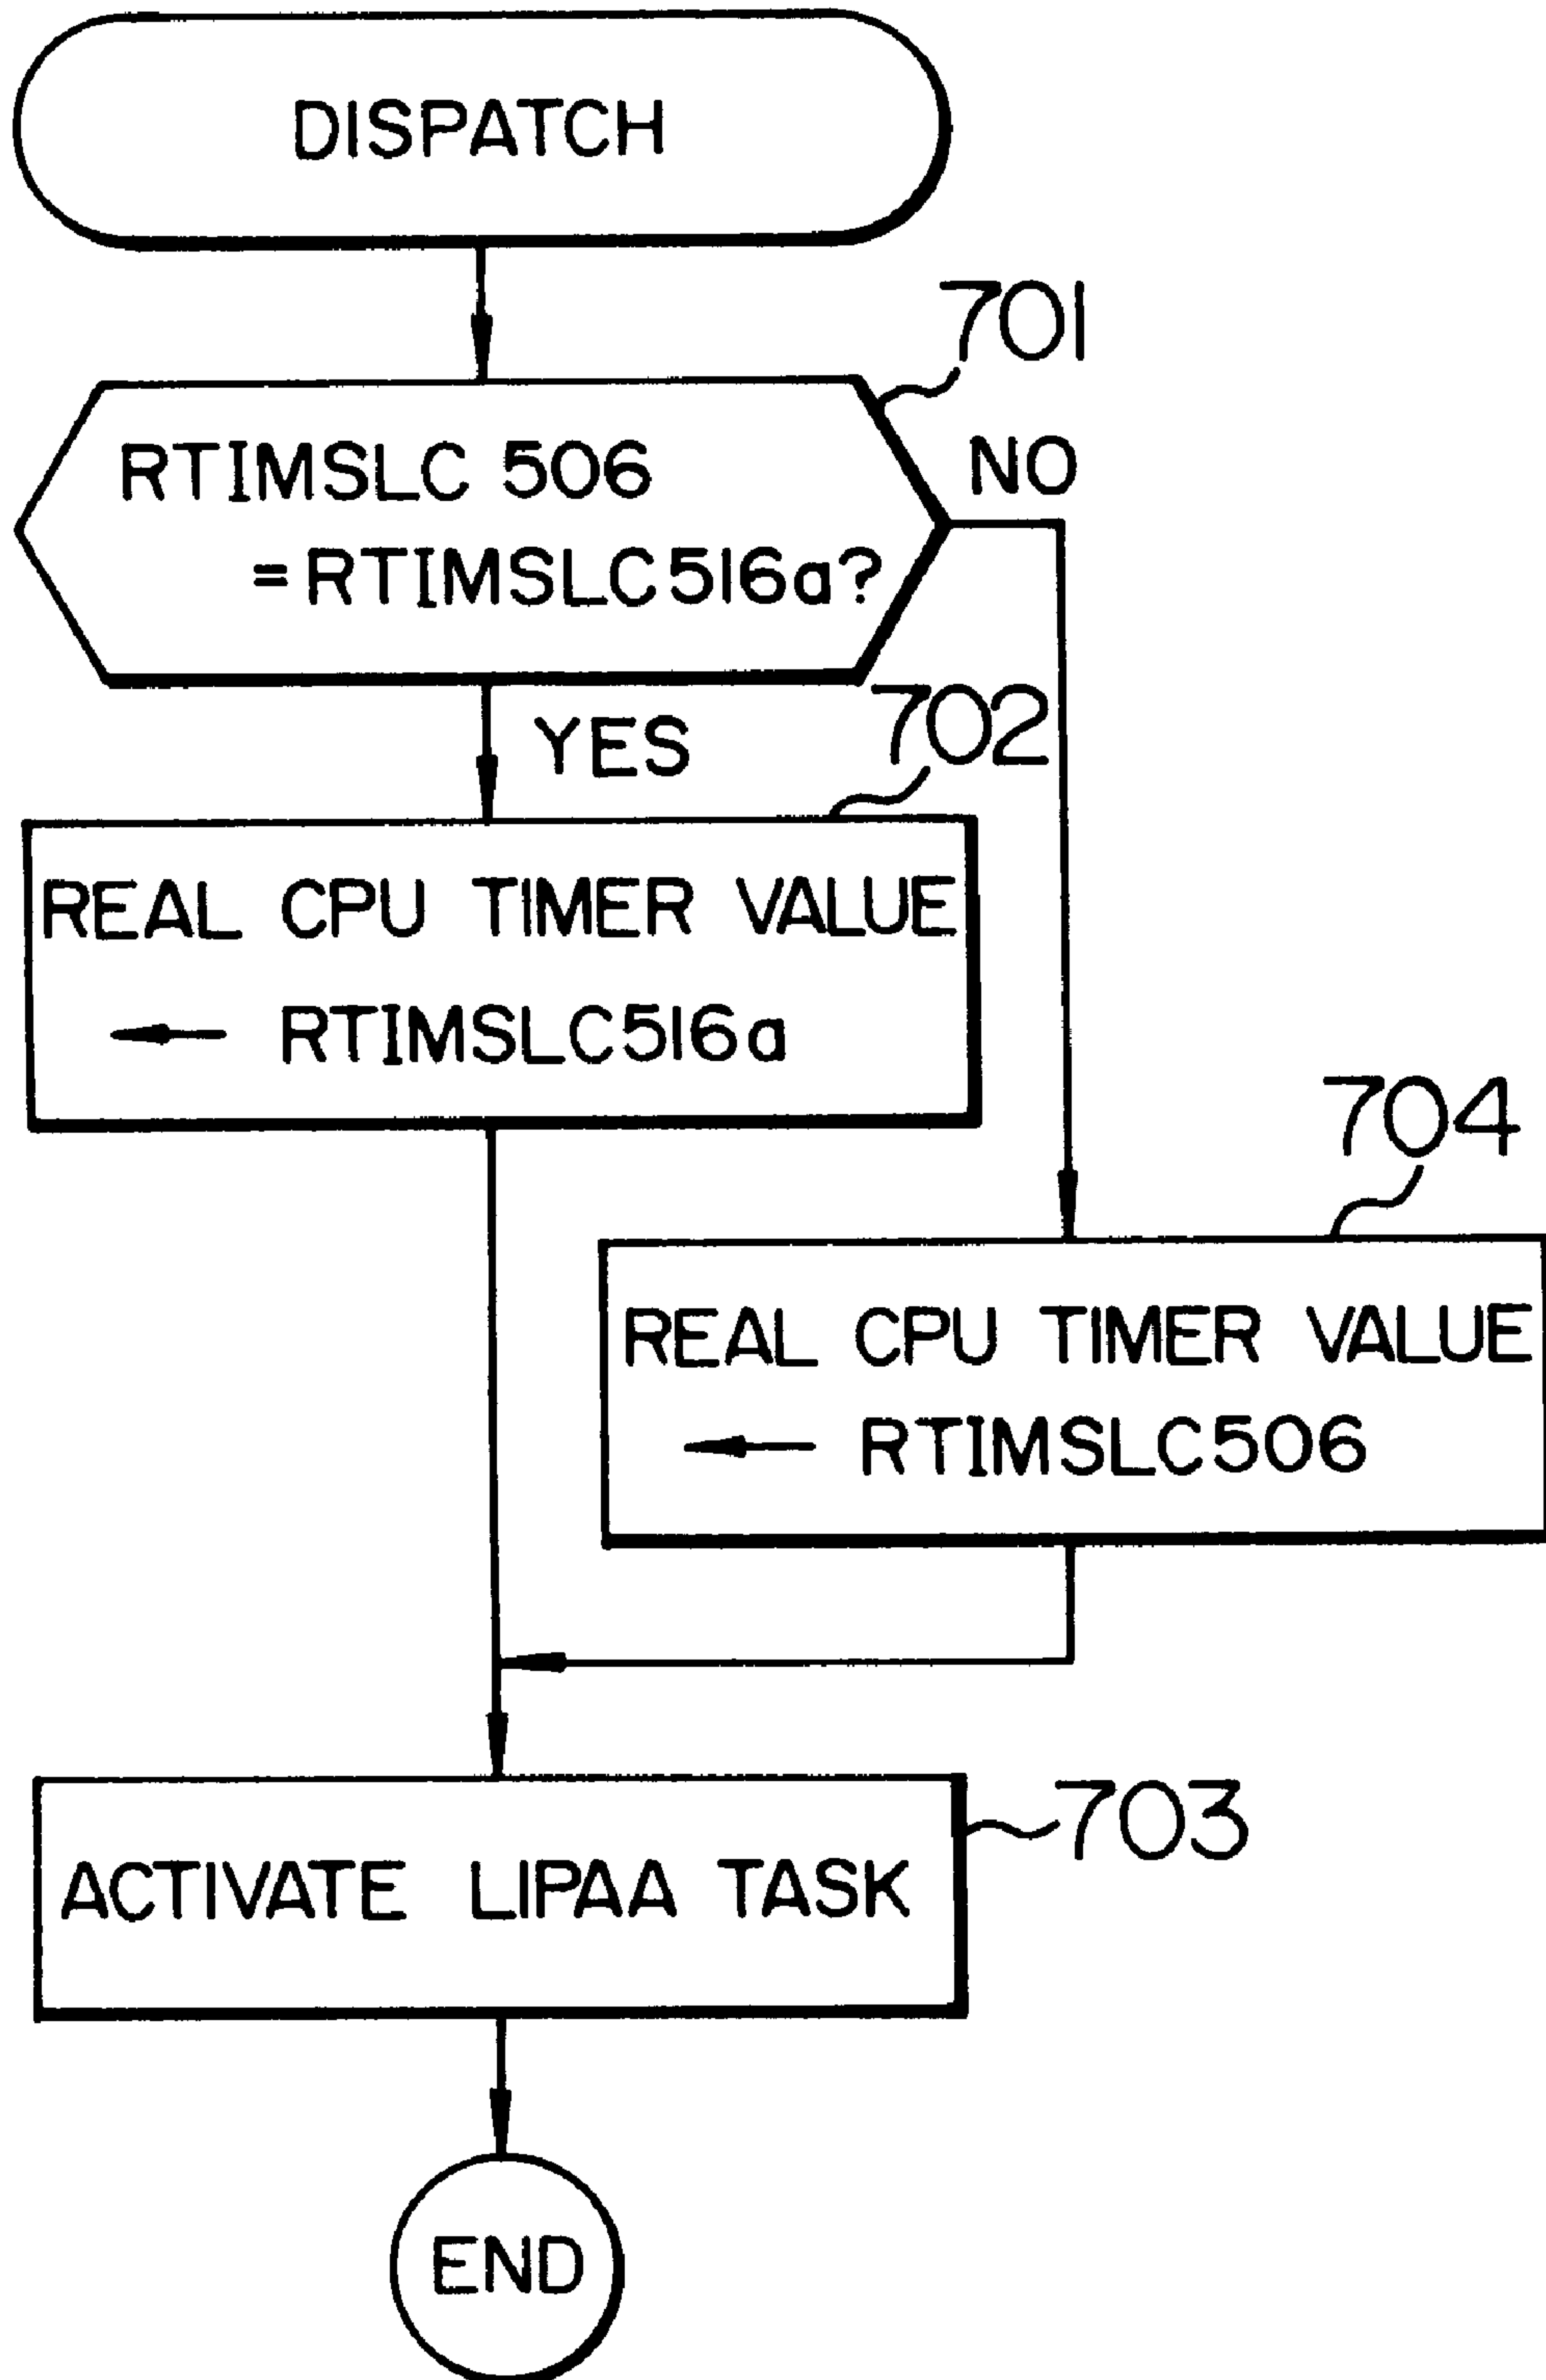 DISPATCH
701
RTIMSLC 506
=RTIMSLC516a?
NO
YES
702
REAL CPU TIMER VALUE
← RTIMSLC516a
704
REAL CPU TIMER VALUE
← RTIMSLC506
ACTIVATE LIPAA TASK
703
END